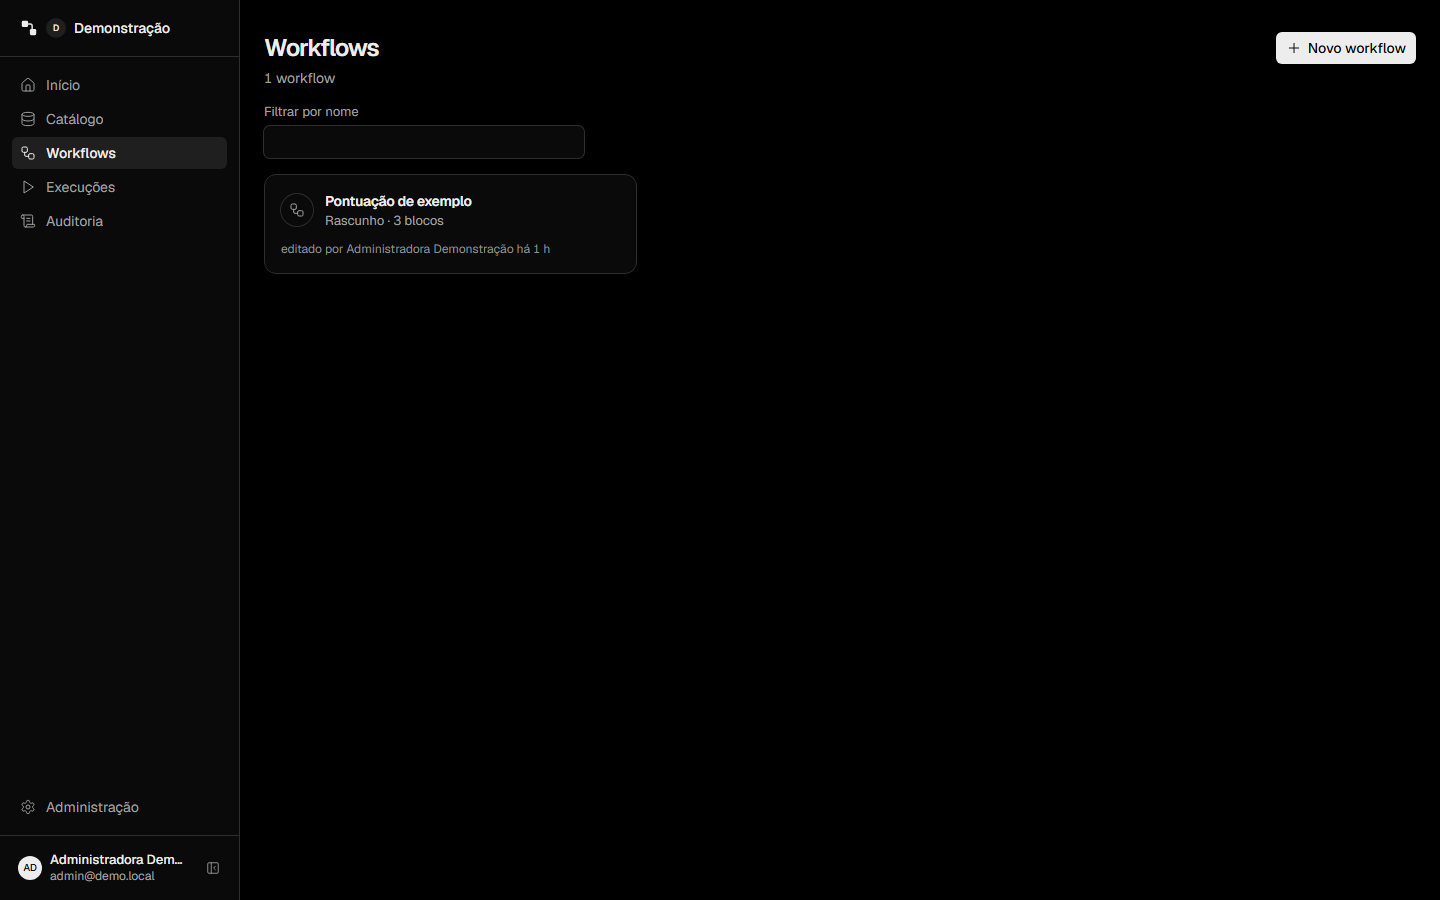 D Demonstração
Início
Catálogo
Workflows
Execuções
Auditoria
Administração
AD
Administradora Dem...
admin@demo.local
Workflows
Novo workflow
1 workflow
Filtrar por nome
Pontuação de exemplo
Rascunho · 3 blocos
editado por Administradora Demonstração há 1 h